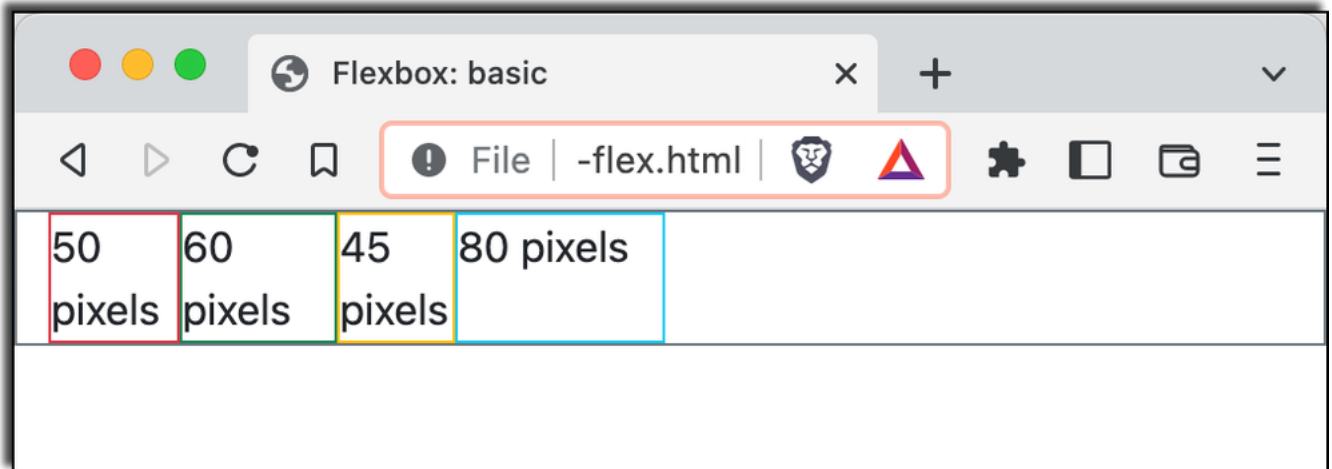 Flexbox: basic
File | -flex.html |
50 pixels
60 pixels
45 pixels
80 pixels